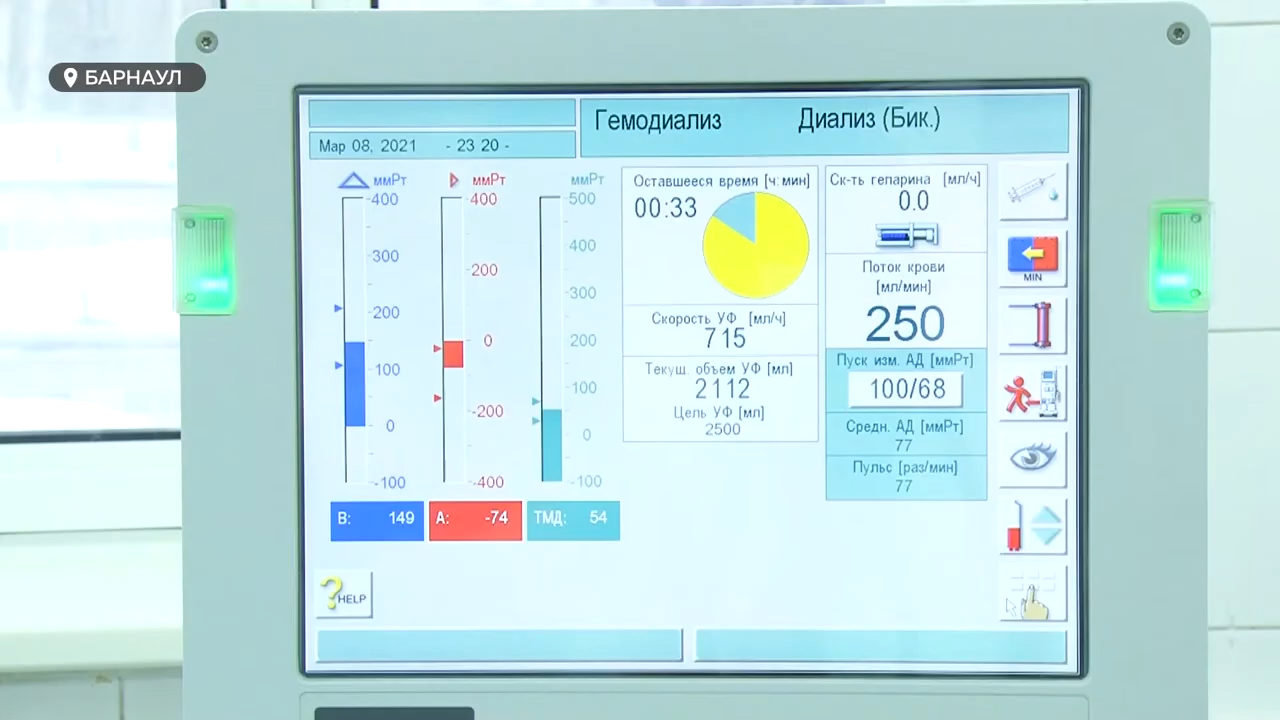 БАРНАУЛ
Гемодиализ Диализ (Бик.)
Мар 08, 2021 - 23 20 -
ммРт ммРт ммРт
400 400 500
300 200 400
200 0 300
100 -200 200
0 -400 100
-100 0
-100
В: 149 А: -74 ТМД: 54
Оставшееся время [ч:мин]
00:33
Скорость УФ [мл/ч]
715
Текущ. объем УФ [мл]
2112
Цель УФ [мл]
2500
Ск-ть гепарина [мл/ч]
0.0
Поток крови
[мл/мин]
250
Пуск изм. АД [ммРт]
100/68
Средн. АД [ммРт]
77
Пульс [раз/мин]
77
MIN
?HELP